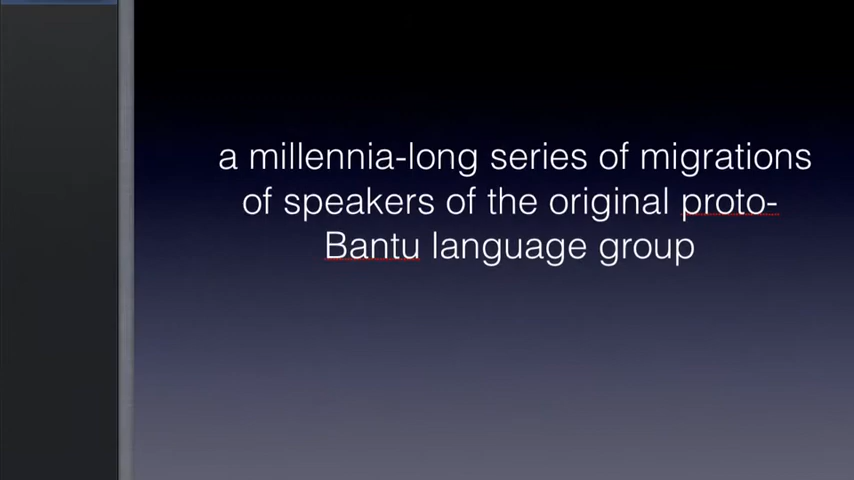 a millennia-long series of migrations
of speakers of the original proto-
Bantu language group